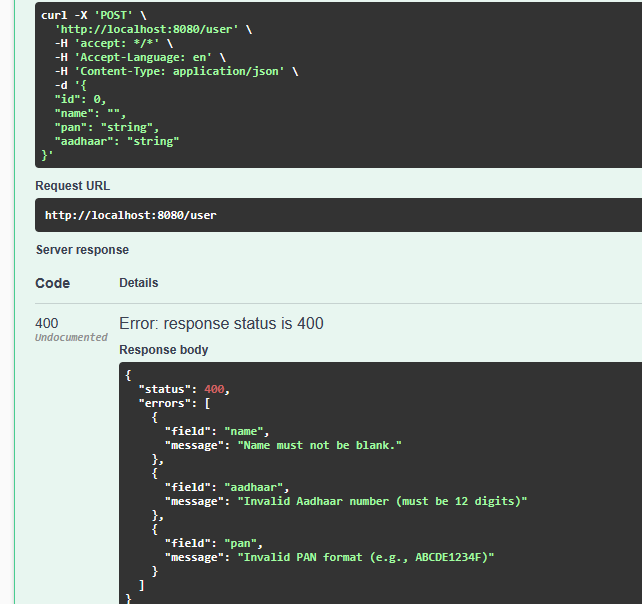 curl -X 'POST' \
  'http://localhost:8080/user' \
  -H 'accept: */*' \
  -H 'Accept-Language: en' \
  -H 'Content-Type: application/json' \
  -d '{
  "id": 0,
  "name": "",
  "pan": "string",
  "aadhaar": "string"
}'
Request URL
http://localhost:8080/user
Server response
Code Details
400 Error: response status is 400
Undocumented
Response body
{
  "status": 400,
  "errors": [
    {
      "field": "name",
      "message": "Name must not be blank."
    },
    {
      "field": "aadhaar",
      "message": "Invalid Aadhaar number (must be 12 digits)"
    },
    {
      "field": "pan",
      "message": "Invalid PAN format (e.g., ABCDE1234F)"
    }
  ]
}